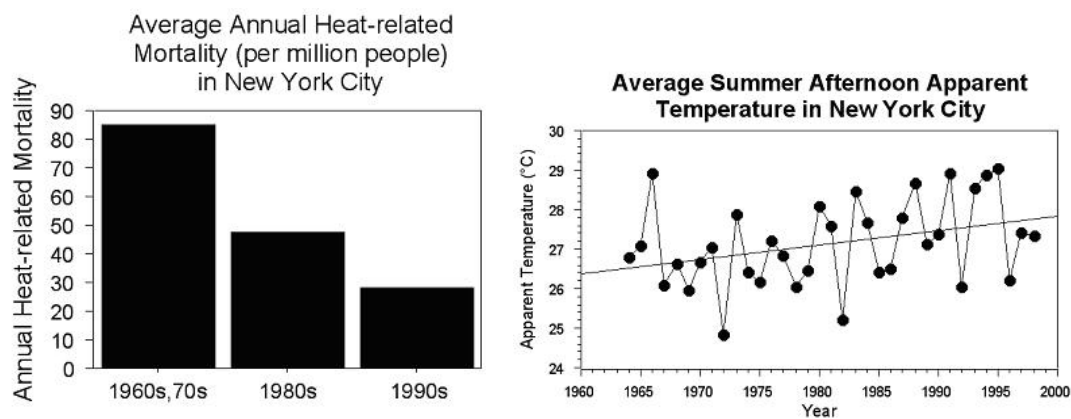 Average Annual Heat-related
Mortality (per million people)
in New York City
Annual Heat-related Mortality
90
80
70
60
50
40
30
20
10
0
1960s,70s 1980s 1990s
Average Summer Afternoon Apparent
Temperature in New York City
Apparent Temperature (°C)
30
29
28
27
26
25
24
1960 1965 1970 1975 1980 1985 1990 1995 2000
Year